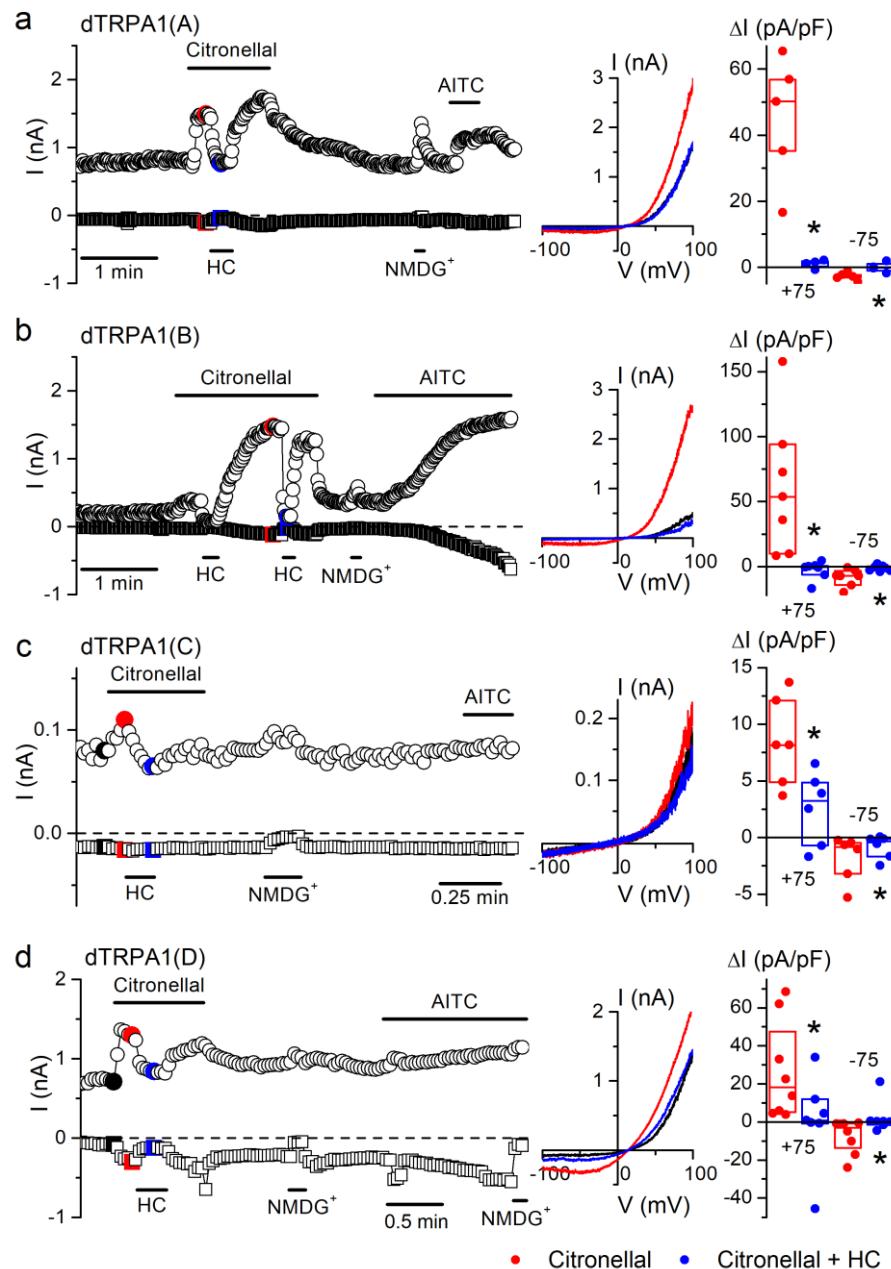 a dTRPA1(A)
Citronellal
AITC
I (nA)
2
1
0
-1
1 min
HC
NMDG⁺
I (nA)
3
2
1
-100 0 100
V (mV)
ΔI (pA/pF)
60
40
20
0
*
-75
+75
*
b dTRPA1(B)
Citronellal
AITC
I (nA)
2
1
0
-1
1 min
HC
HC
NMDG⁺
I (nA)
3
2
1
-100 0 100
V (mV)
ΔI (pA/pF)
150
100
50
0
*
-75
+75
*
c dTRPA1(C)
Citronellal
AITC
I (nA)
0.1
0.0
HC
NMDG⁺
0.25 min
I (nA)
0.2
0.1
-100 0 100
V (mV)
ΔI (pA/pF)
15
10
5
0
-5
*
-75
+75
*
d dTRPA1(D)
Citronellal
AITC
I (nA)
2
1
0
-1
HC
NMDG⁺
0.5 min
NMDG⁺
I (nA)
2
1
-100 0 100
V (mV)
ΔI (pA/pF)
60
40
20
0
-20
-40
*
-75
+75
*
Citronellal
Citronellal + HC